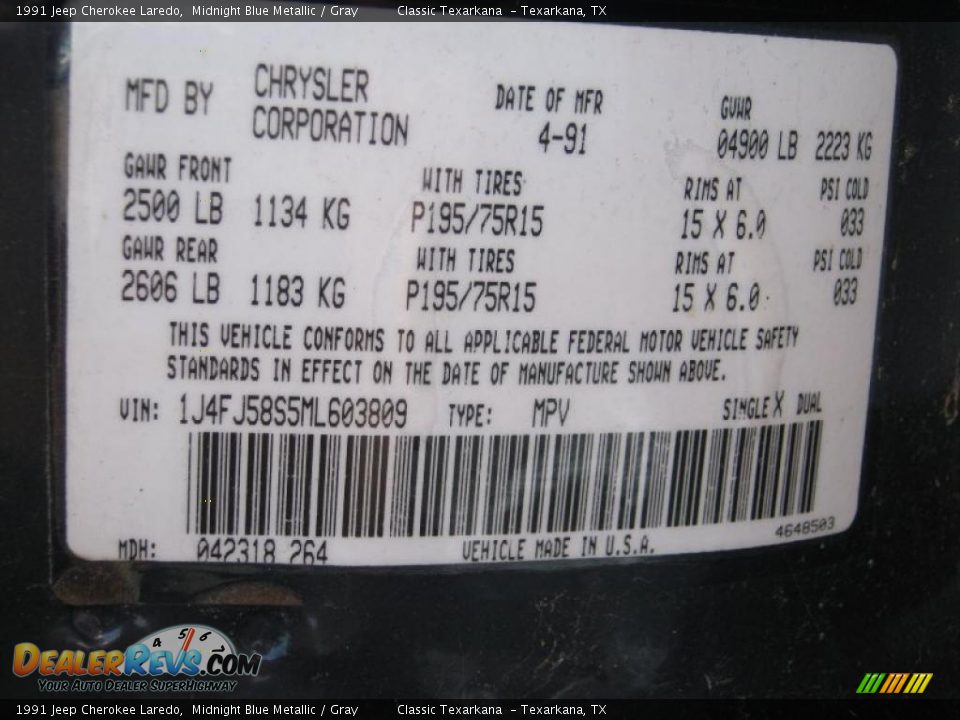 1991 Jeep Cherokee Laredo, Midnight Blue Metallic / Gray Classic Texarkana - Texarkana, TX
MFD BY CHRYSLER CORPORATION DATE OF MFR 4-91 GVWR 04900 LB 2223 KG
GAWR FRONT WITH TIRES RIMS AT PSI COLD
2500 LB 1134 KG P195/75R15 15 X 6.0 033
GAWR REAR WITH TIRES RIMS AT PSI COLD
2606 LB 1183 KG P195/75R15 15 X 6.0 033
THIS VEHICLE CONFORMS TO ALL APPLICABLE FEDERAL MOTOR VEHICLE SAFETY
STANDARDS IN EFFECT ON THE DATE OF MANUFACTURE SHOWN ABOVE.
VIN: 1J4FJ58S5ML603809 TYPE: MPV SINGLE X DUAL
4648503
MDH: 042318 264 VEHICLE MADE IN U.S.A.
4 5 6
DEALERREVS.COM
YOUR AUTO DEALER SUPERHIGHWAY
1991 Jeep Cherokee Laredo, Midnight Blue Metallic / Gray Classic Texarkana - Texarkana, TX